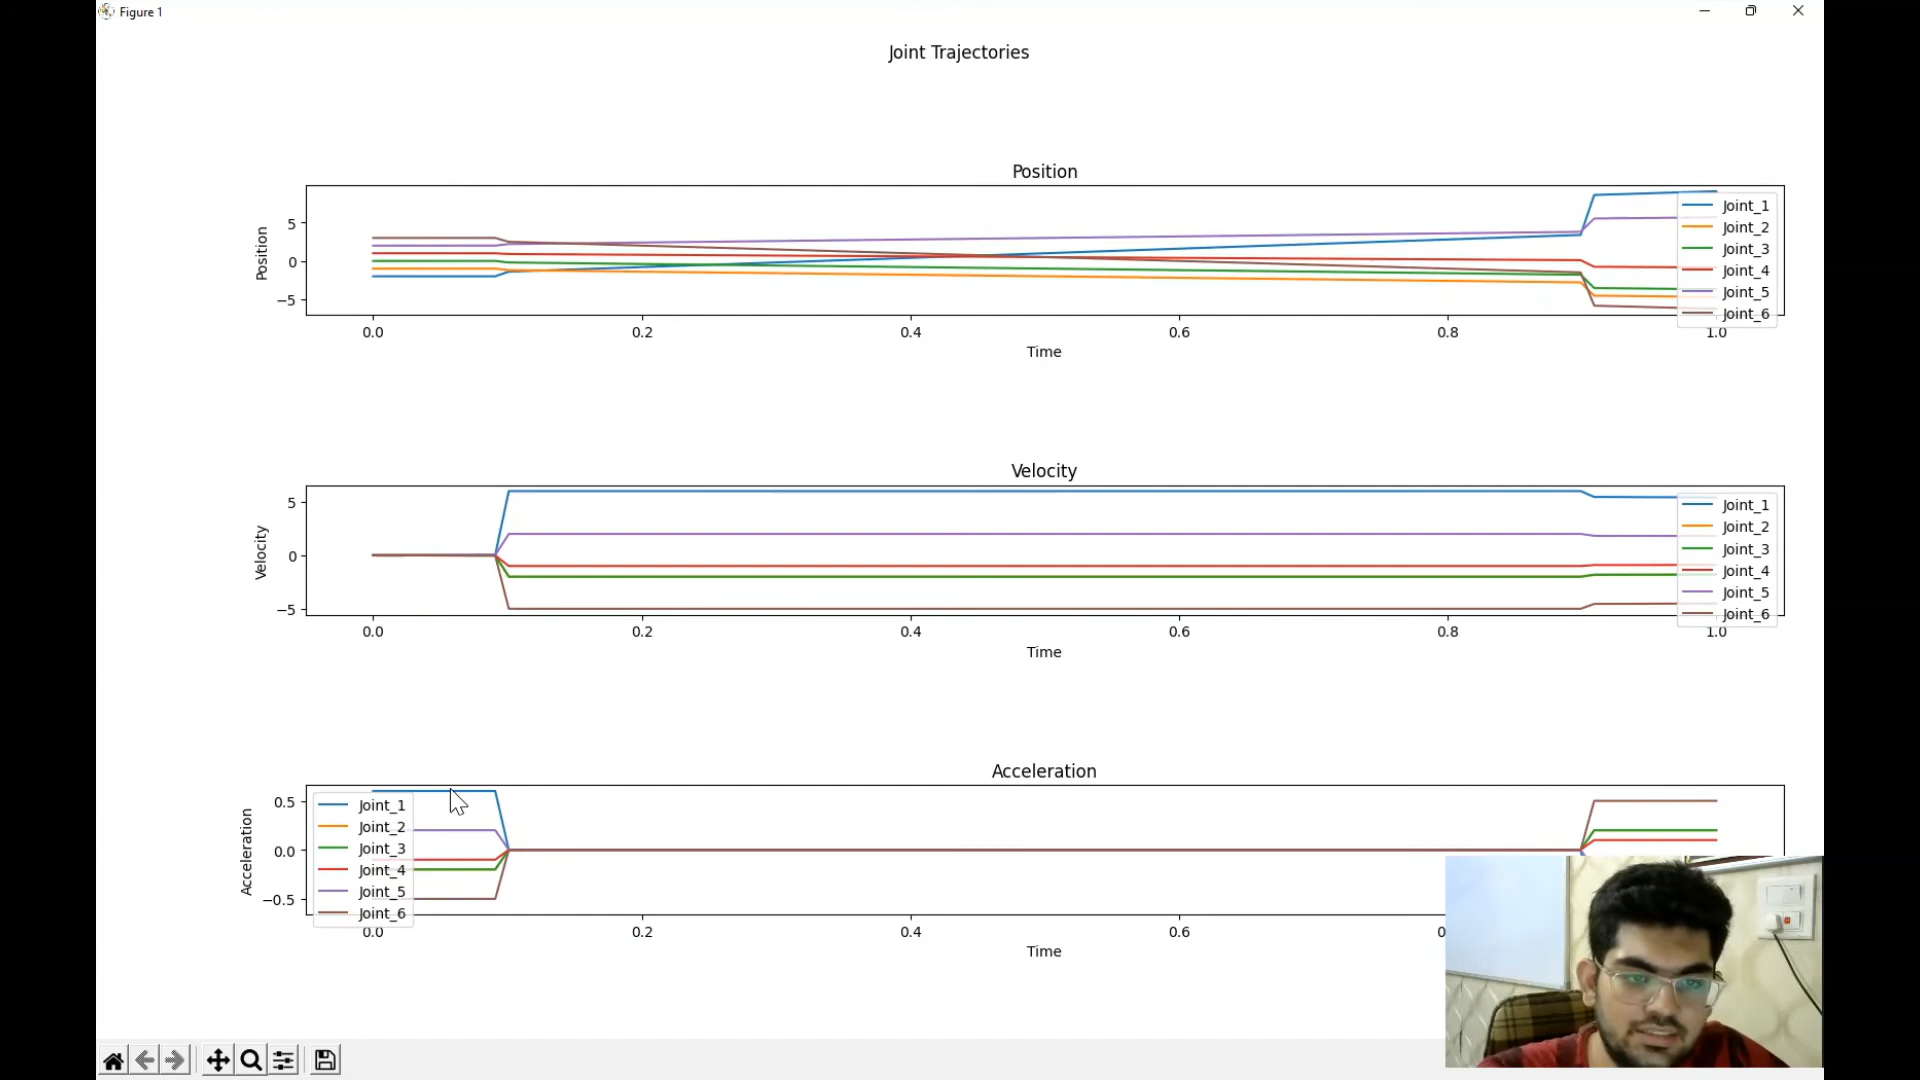 Figure 1
Joint Trajectories
Position
Position
5
0
−5
Joint_1
Joint_2
Joint_3
Joint_4
Joint_5
Joint_6
0.0 0.2 0.4 0.6 0.8 1.0
Time
Velocity
Velocity
5
0
−5
Joint_1
Joint_2
Joint_3
Joint_4
Joint_5
Joint_6
0.0 0.2 0.4 0.6 0.8 1.0
Time
Acceleration
Acceleration
0.5
0.0
−0.5
Joint_1
Joint_2
Joint_3
Joint_4
Joint_5
Joint_6
0.0 0.2 0.4 0.6
Time